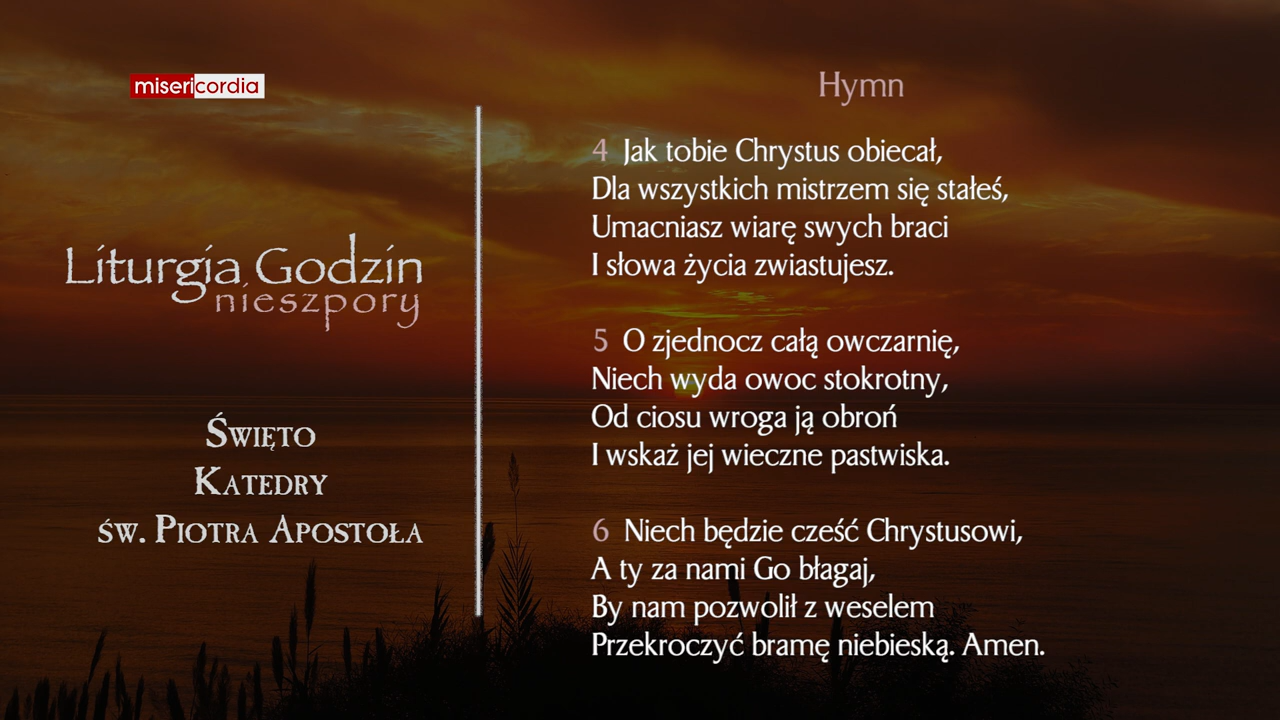 misericordia
Liturgia Godzin
nieszpory
Święto
Katedry
św. Piotra Apostoła
Hymn
4 Jak tobie Chrystus obiecał,
Dla wszystkich mistrzem się stałeś,
Umacniasz wiarę swych braci
I słowa życia zwiastujesz.
5 O zjednocz całą owczarnię,
Niech wyda owoc stokrotny,
Od ciosu wroga ją obroń
I wskaż jej wieczne pastwiska.
6 Niech będzie cześć Chrystusowi,
A ty za nami Go błagaj,
By nam pozwolił z weselem
Przekroczyć bramę niebieską. Amen.